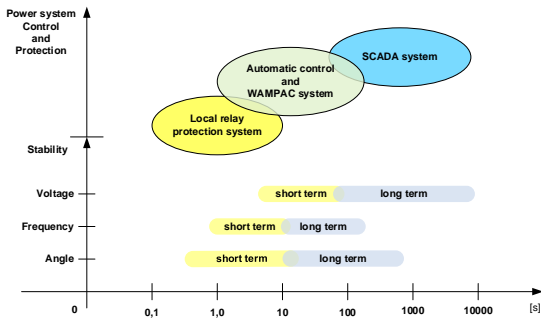 Power system
Control
and
Protection
SCADA system
Automatic control
and
WAMPAC system
Local relay
protection system
Stability
Voltage
short term
long term
Frequency
short term
long term
Angle
short term
long term
0
0,1
1,0
10
100
1000
10000
[s]